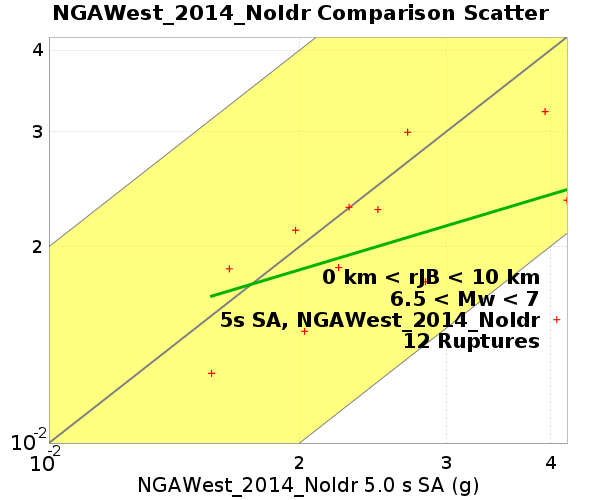 NGAWest_2014_NoIdr Comparison Scatter
4
3
2
10-2
10-2
2
3
4
0 km < rJB < 10 km
6.5 < Mw < 7
5s SA, NGAWest_2014_NoIdr
12 Ruptures
NGAWest_2014_NoIdr 5.0 s SA (g)